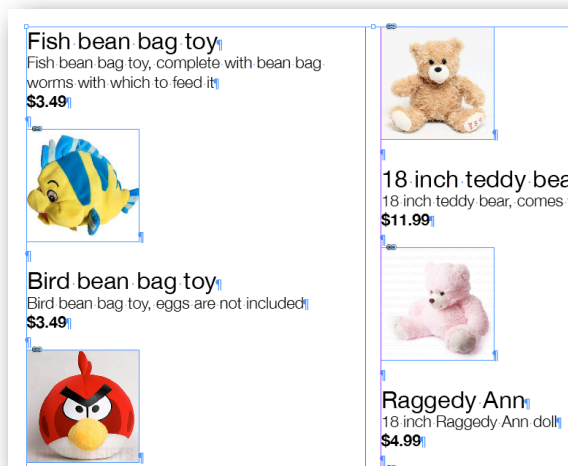 Fish bean bag toy
Fish bean bag toy, complete with bean bag
worms with which to feed it
$3.49
Bird bean bag toy
Bird bean bag toy, eggs are not included
$3.49
18 inch teddy
18 inch teddy bear, comes
$11.99
Raggedy Ann
18 inch Raggedy Ann doll
$4.99